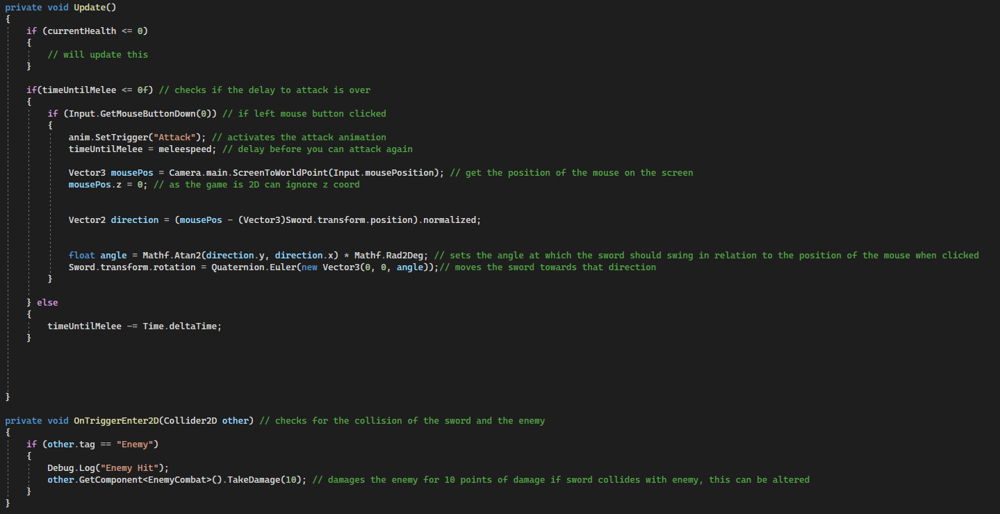 private void Update()
{
    if (currentHealth <= 0)
    {
        // will update this
    }
    if(timeUntilMelee <= 0f) // checks if the delay to attack is over
    {
        if (Input.GetMouseButtonDown(0)) // if left mouse button clicked
        {
            anim.SetTrigger("Attack"); // activates the attack animation
            timeUntilMelee = meleespeed; // delay before you can attack again
            Vector3 mousePos = Camera.main.ScreenToWorldPoint(Input.mousePosition); // get the position of the mouse on the screen
            mousePos.z = 0; // as the game is 2D can ignore z coord
            Vector2 direction = (mousePos - (Vector3)Sword.transform.position).normalized;
            float angle = Mathf.Atan2(direction.y, direction.x) * Mathf.Rad2Deg; // sets the angle at which the sword should swing in relation to the position of the mouse when clicked
            Sword.transform.rotation = Quaternion.Euler(new Vector3(0, 0, angle));// moves the sword towards that direction
        }
    } else
    {
        timeUntilMelee -= Time.deltaTime;
    }
}
private void OnTriggerEnter2D(Collider2D other) // checks for the collision of the sword and the enemy
{
    if (other.tag == "Enemy")
    {
        Debug.Log("Enemy Hit");
        other.GetComponent<EnemyCombat>().TakeDamage(10); // damages the enemy for 10 points of damage if sword collides with enemy, this can be altered
    }
}